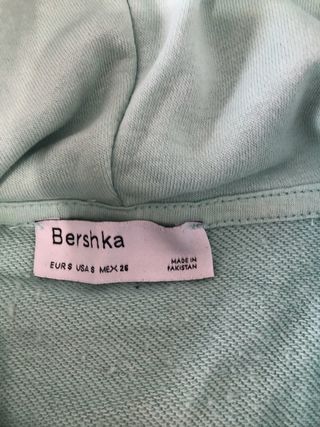 Bershka
EUR S USA S MEX 26
MADE IN
PAKISTAN